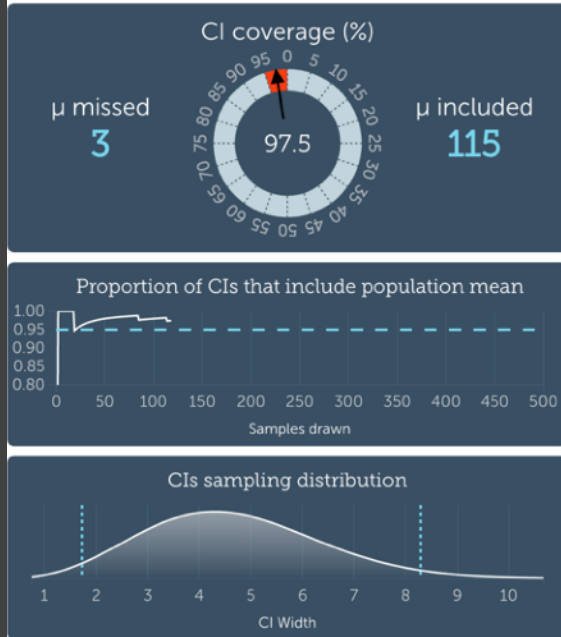 CI coverage (%)
0 5 10 15 20 25 30 35 40 45 50 55 60 65 70 75 80 85 90 95
μ missed
3
97.5
μ included
115
Proportion of CIs that include population mean
1.00
0.95
0.90
0.85
0.80
0 50 100 150 200 250 300 350 400 450 500
Samples drawn
CIs sampling distribution
1 2 3 4 5 6 7 8 9 10
CI Width